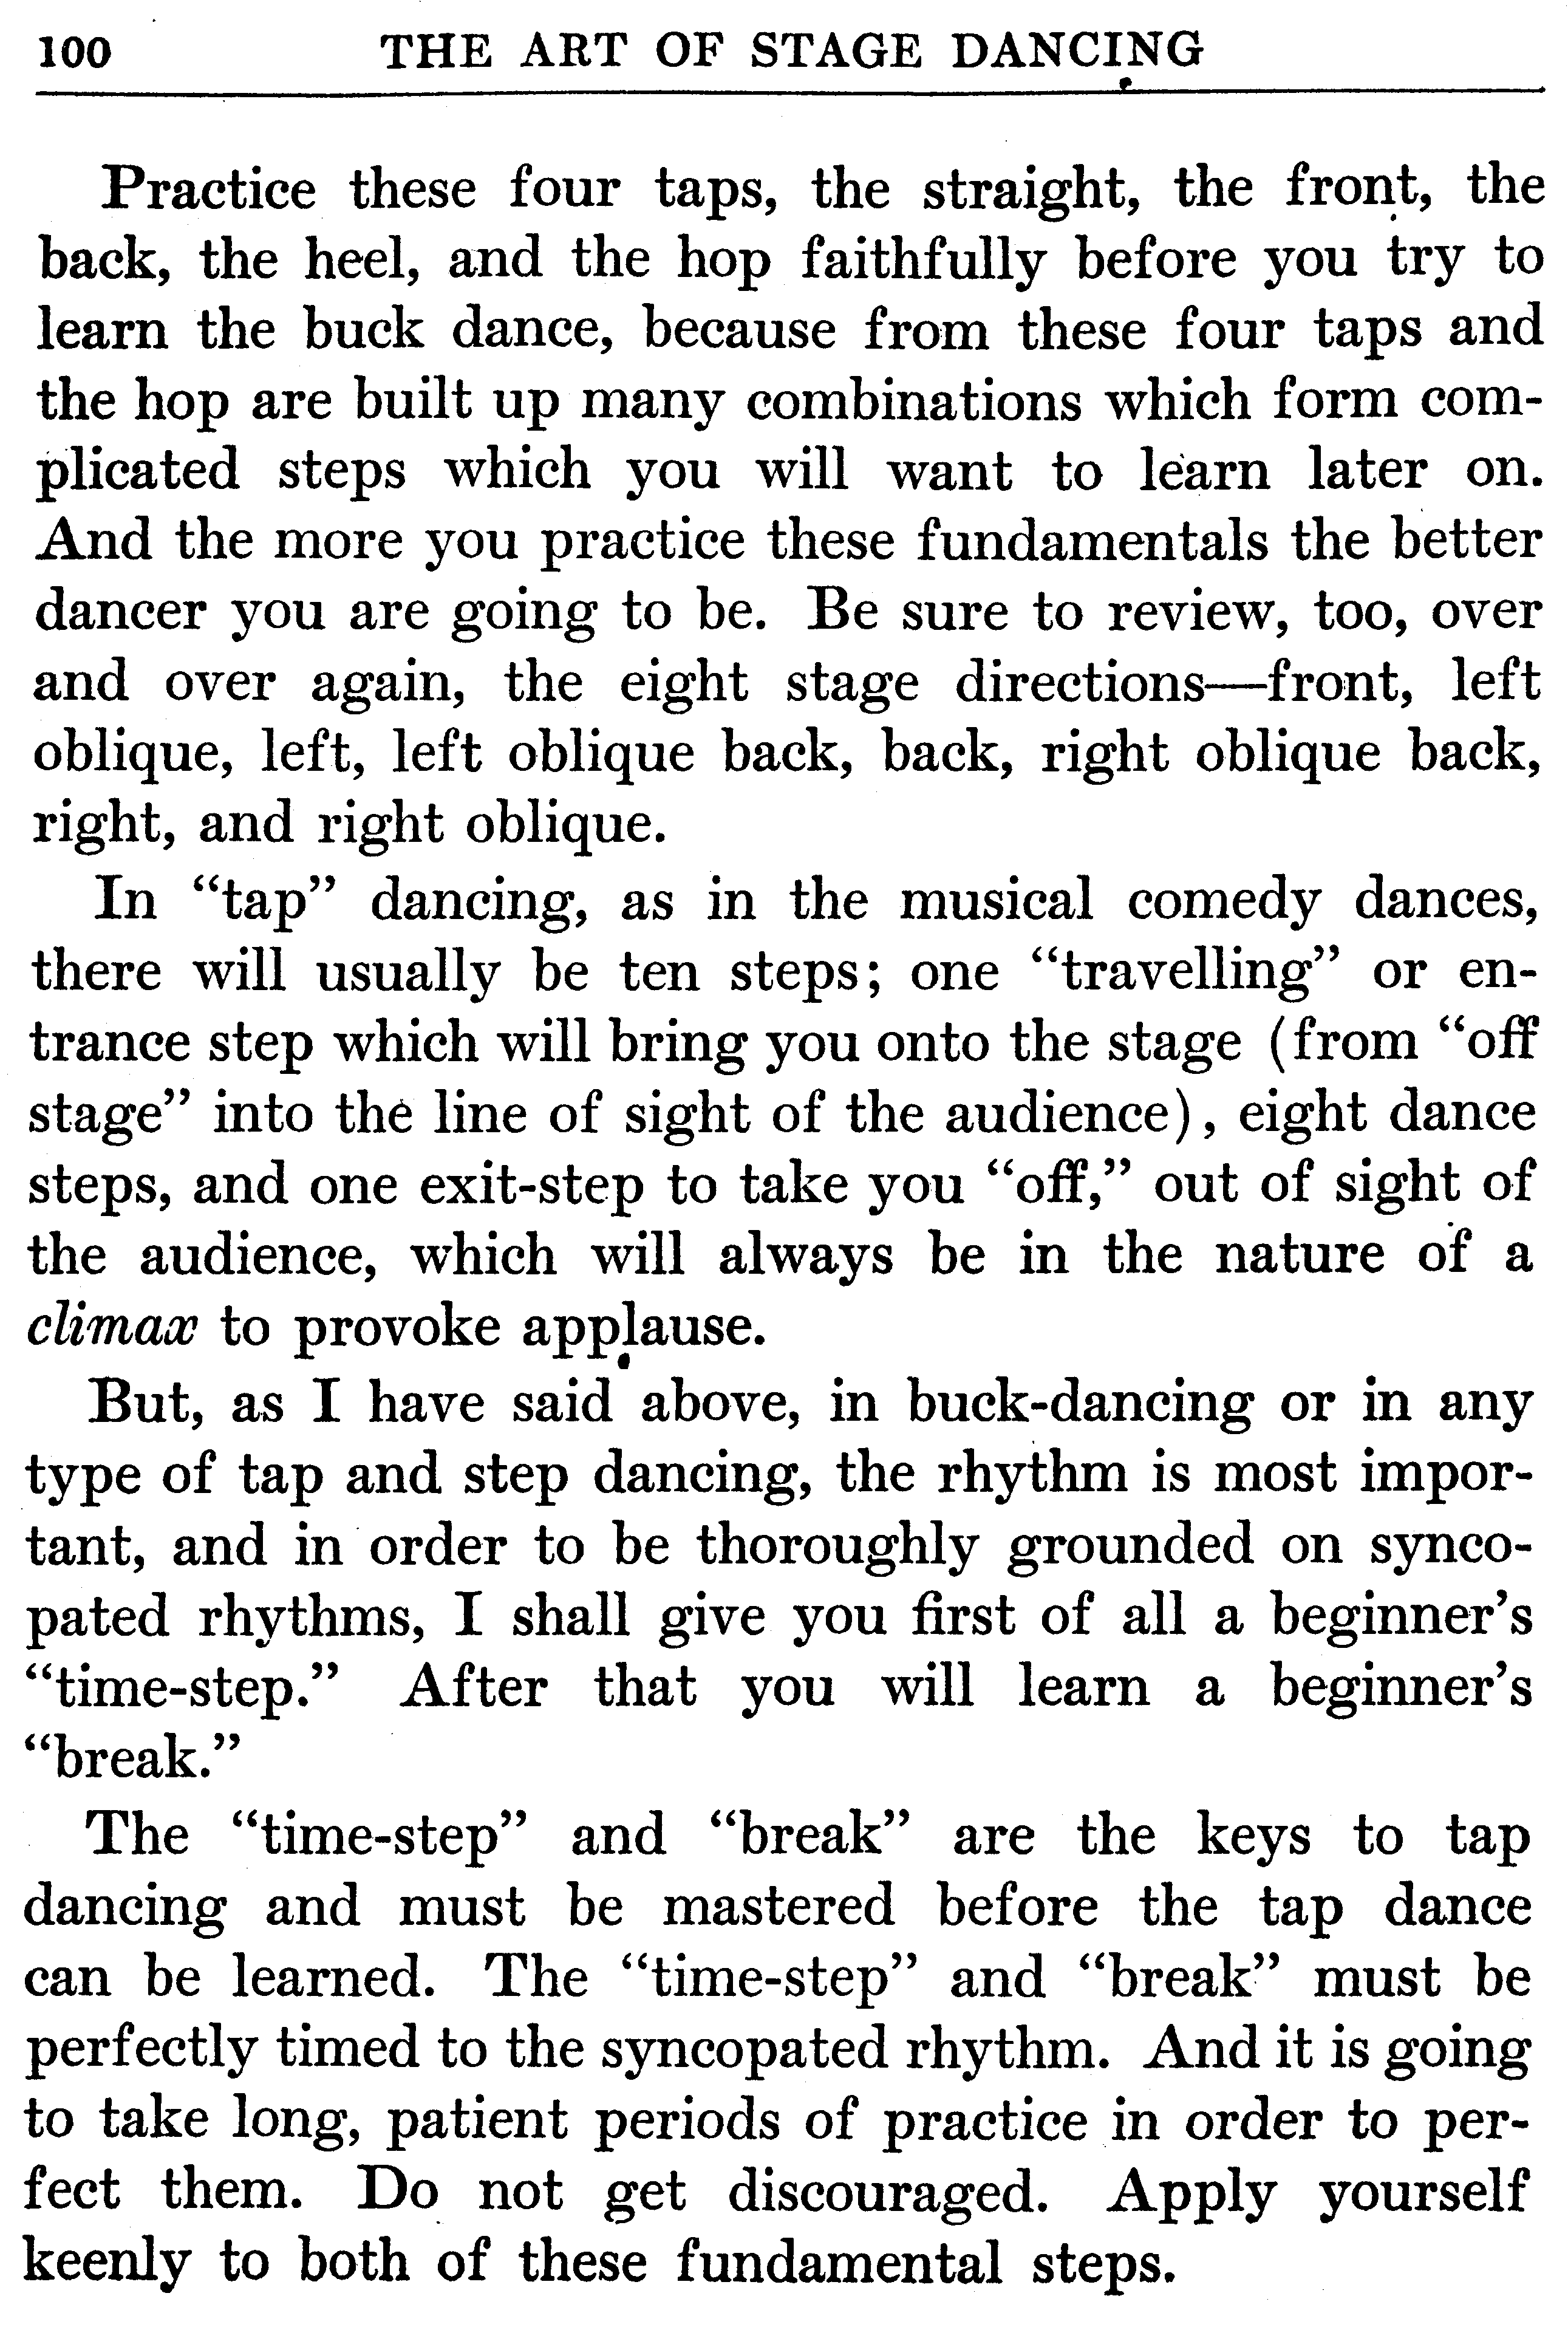 100 THE ART OF STAGE DANCING
Practice these four taps, the straight, the front, the
back, the heel, and the hop faithfully before you try to
learn the buck dance, because from these four taps and
the hop are built up many combinations which form com-
plicated steps which you will want to learn later on.
And the more you practice these fundamentals the better
dancer you are going to be. Be sure to review, too, over
and over again, the eight stage directions—front, left
oblique, left, left oblique back, back, right oblique back,
right, and right oblique.
In “tap” dancing, as in the musical comedy dances,
there will usually be ten steps; one “travelling” or en-
trance step which will bring you onto the stage (from “off
stage” into the line of sight of the audience), eight dance
steps, and one exit-step to take you “off,” out of sight of
the audience, which will always be in the nature of a
climax to provoke applause.
But, as I have said above, in buck-dancing or in any
type of tap and step dancing, the rhythm is most impor-
tant, and in order to be thoroughly grounded on synco-
pated rhythms, I shall give you first of all a beginner’s
“time-step.” After that you will learn a beginner’s
“break.”
The “time-step” and “break” are the keys to tap
dancing and must be mastered before the tap dance
can be learned. The “time-step” and “break” must be
perfectly timed to the syncopated rhythm. And it is going
to take long, patient periods of practice in order to per-
fect them. Do not get discouraged. Apply yourself
keenly to both of these fundamental steps.